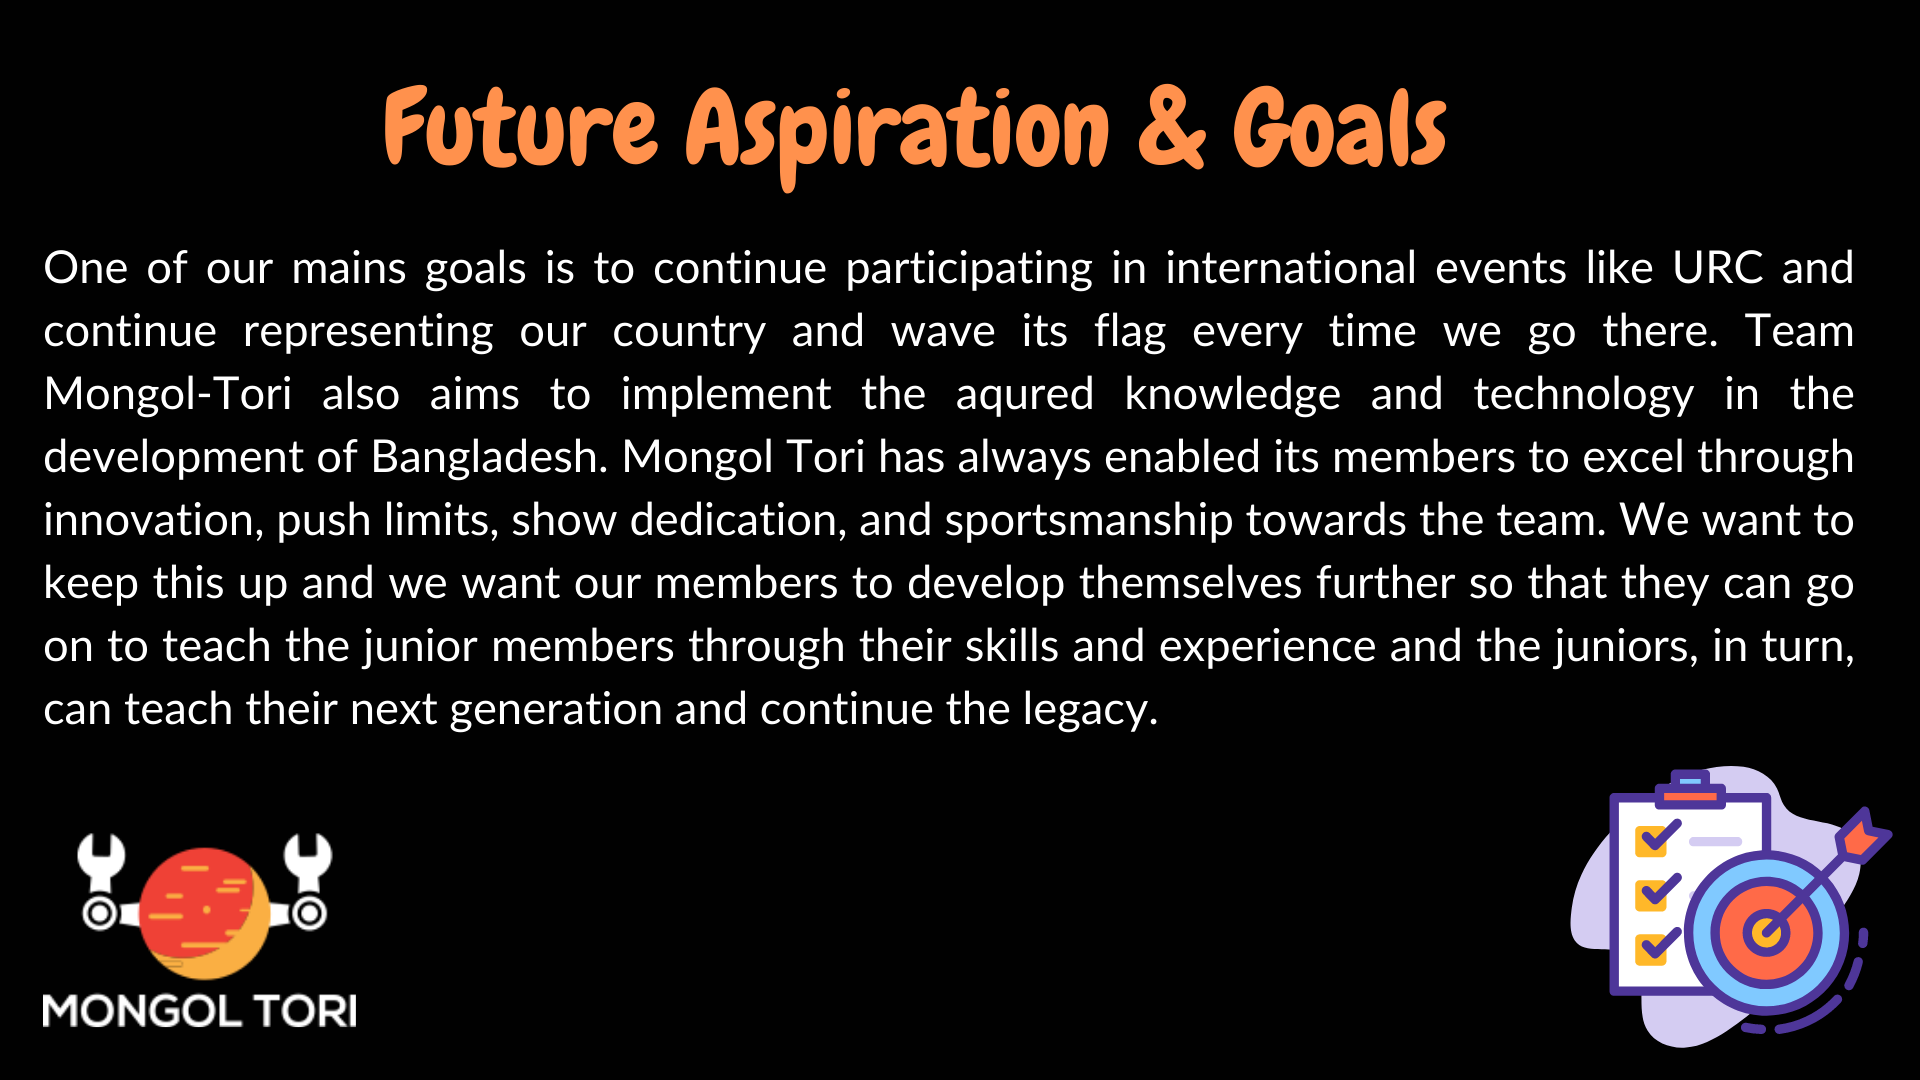 Future Aspiration & Goals
One of our mains goals is to continue participating in international events like URC and
continue representing our country and wave its flag every time we go there. Team
Mongol-Tori also aims to implement the aqured knowledge and technology in the
development of Bangladesh. Mongol Tori has always enabled its members to excel through
innovation, push limits, show dedication, and sportsmanship towards the team. We want to
keep this up and we want our members to develop themselves further so that they can go
on to teach the junior members through their skills and experience and the juniors, in turn,
can teach their next generation and continue the legacy.
MONGOL TORI